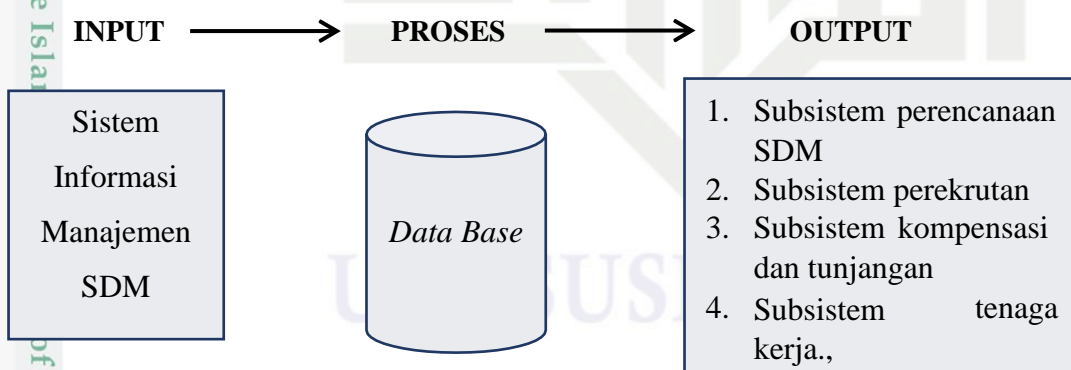 INPUT PROSES OUTPUT
Sistem
Informasi
Manajemen
SDM
Data Base
1. Subsistem perencanaan
SDM
2. Subsistem perekrutan
3. Subsistem kompensasi
dan tunjangan
4. Subsistem tenaga
kerja.,
of